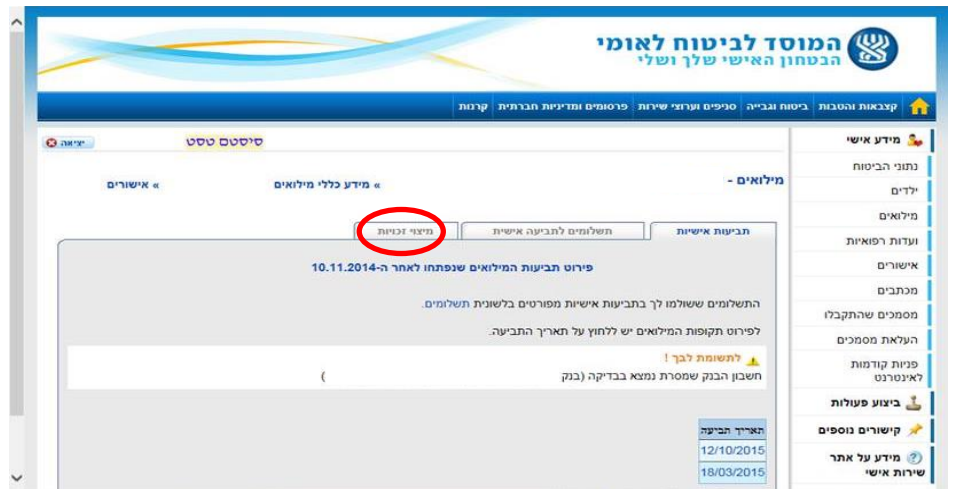 המוסד לביטוח לאומי
הבטחון האישי שלך ושלי
קצבאות והטבות ביטוח וגבייה סניפים וערוצי שירות פרסומים ומדיניות חברתית קרנות
מידע אישי
נתוני הביטוח
ילדים
מילואים
ועדות רפואיות
אישורים
מכתבים
מסמכים שהתקבלו
העלאת מסמכים
פניות קודמות
לאינטרנט
ביצוע פעולות
קישורים נוספים
מידע על אתר
שירות אישי
סיסטם טסט
יציאה
מילואים -
» מידע כללי מילואים
» אישורים
תביעות אישיות
תשלומים לתביעה אישית
מיצוי זכויות
פירוט תביעות המילואים שנפתחו לאחר ה-10.11.2014
התשלומים ששולמו לך בתביעות אישיות מפורטים בלשונית תשלומים.
לפירוט תקופות המילואים יש ללחוץ על תאריך התביעה.
לתשומת לבך !
חשבון הבנק שמסרת נמצא בבדיקה (בנק )
תאריך תביעה
12/10/2015
18/03/2015